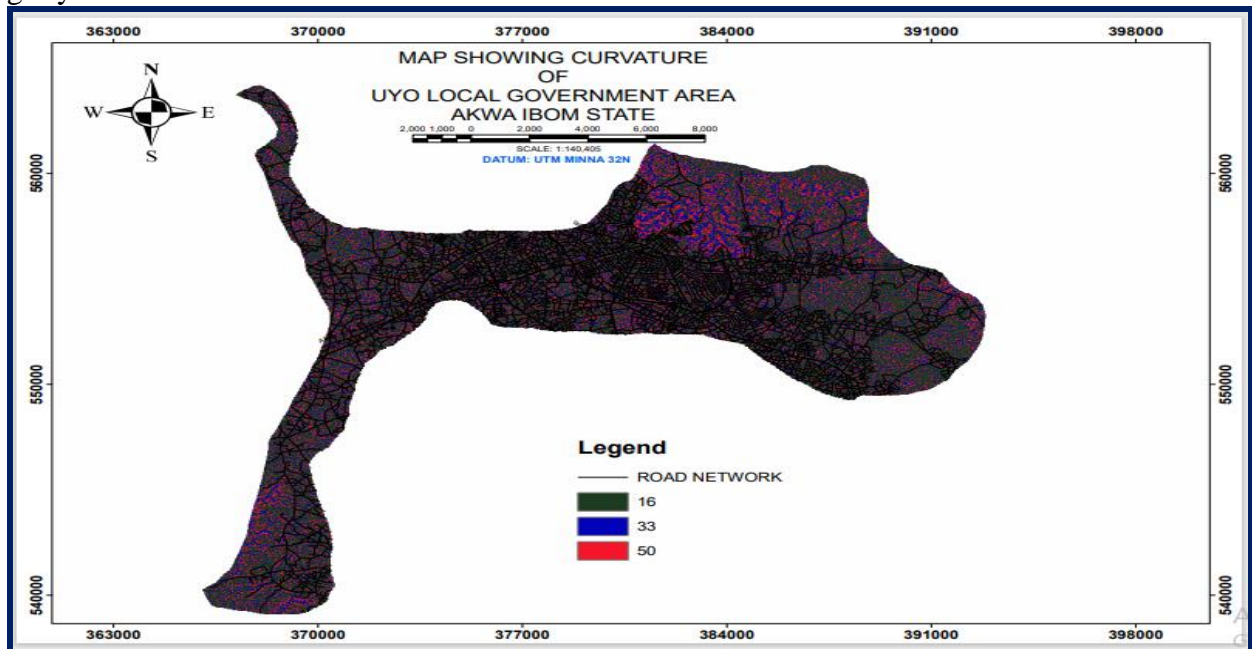 363000 370000 377000 384000 391000 398000
MAP SHOWING CURVATURE
OF
UYO LOCAL GOVERNMENT AREA
AKWA IBOM STATE
2,000 1,000 0 2,000 4,000 6,000 8,000
SCALE: 1:140,405
DATUM: UTM MINNA 32N
N
W E
S
560000 560000
550000 550000
Legend
ROAD NETWORK
16
33
50
540000 540000
363000 370000 377000 384000 391000 398000